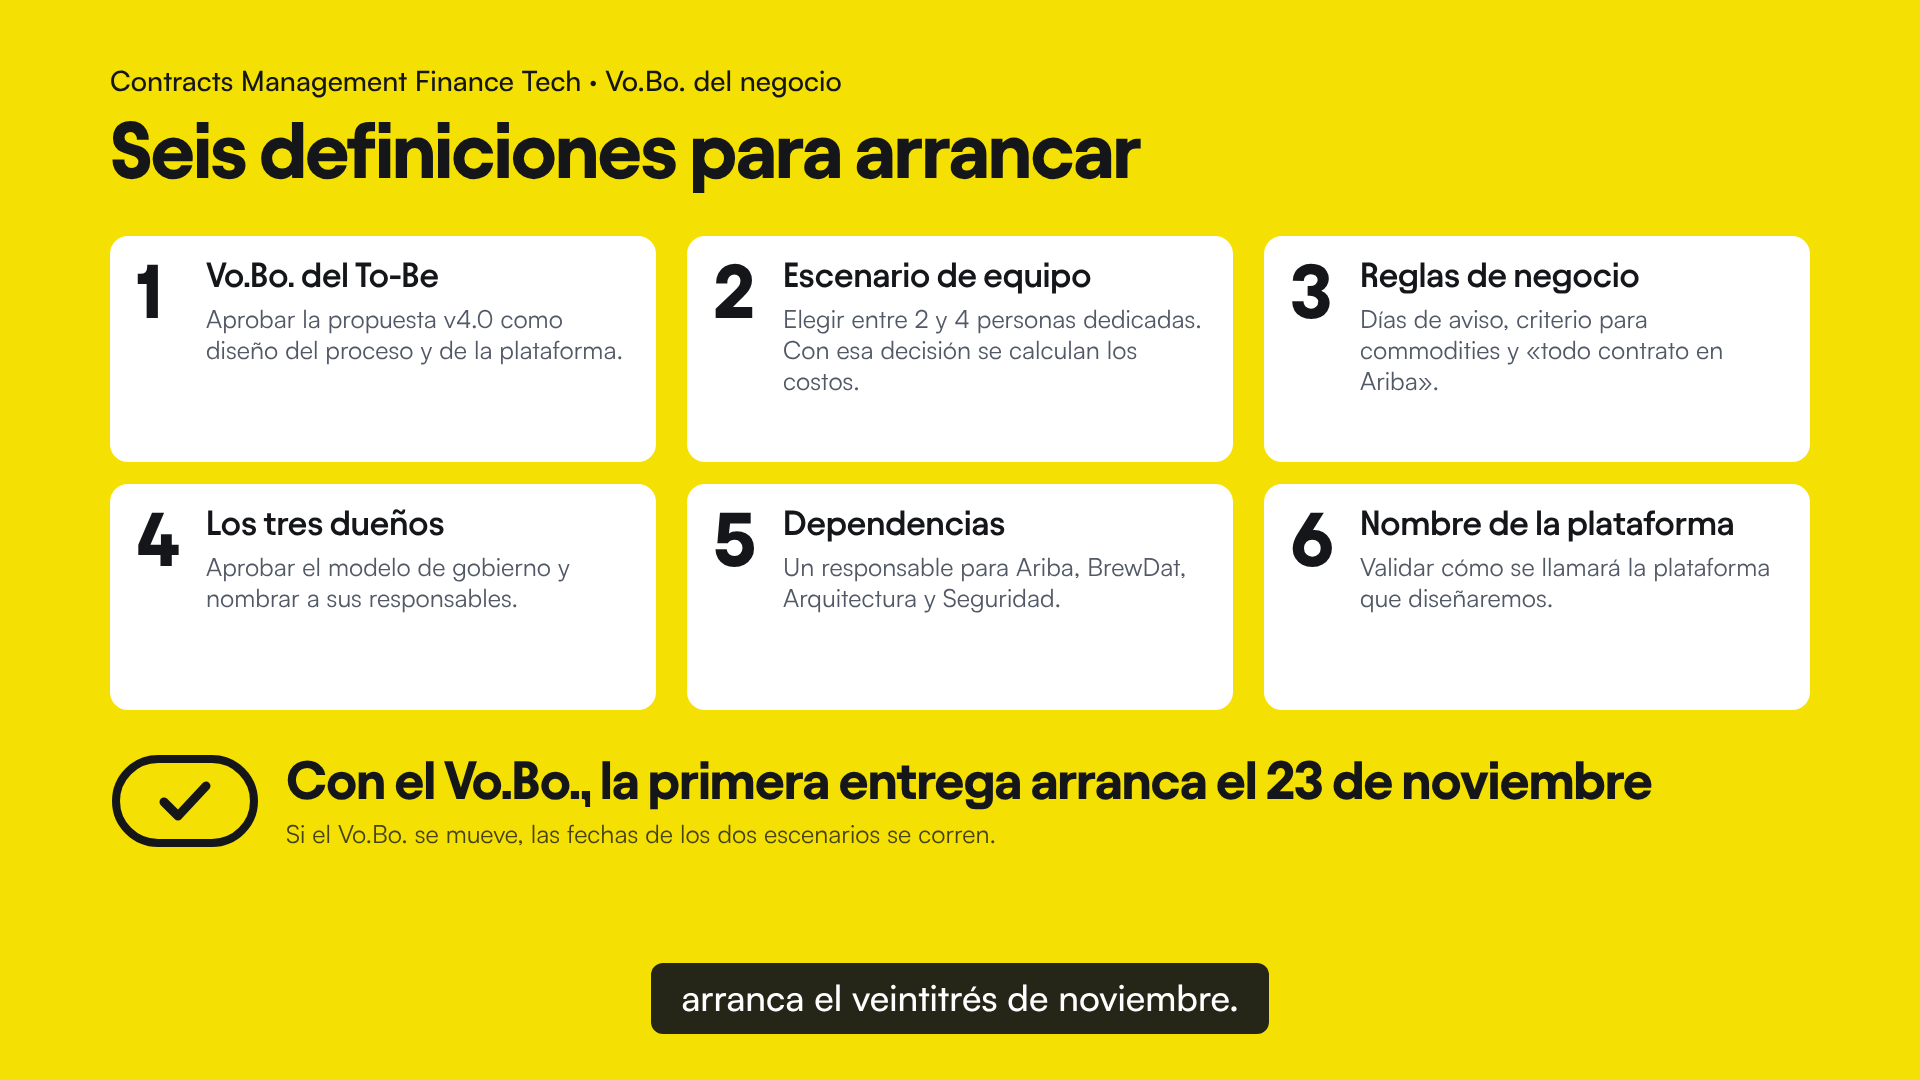 Contracts Management Finance Tech · Vo.Bo. del negocio
Seis definiciones para arrancar
1
Vo.Bo. del To-Be
Aprobar la propuesta v4.0 como
diseño del proceso y de la plataforma.
2
Escenario de equipo
Elegir entre 2 y 4 personas dedicadas.
Con esa decisión se calculan los
costos.
3
Reglas de negocio
Días de aviso, criterio para
commodities y «todo contrato en
Ariba».
4
Los tres dueños
Aprobar el modelo de gobierno y
nombrar a sus responsables.
5
Dependencias
Un responsable para Ariba, BrewDat,
Arquitectura y Seguridad.
6
Nombre de la plataforma
Validar cómo se llamará la plataforma
que diseñaremos.
Con el Vo.Bo., la primera entrega arranca el 23 de noviembre
Si el Vo.Bo. se mueve, las fechas de los dos escenarios se corren.
arranca el veintitrés de noviembre.